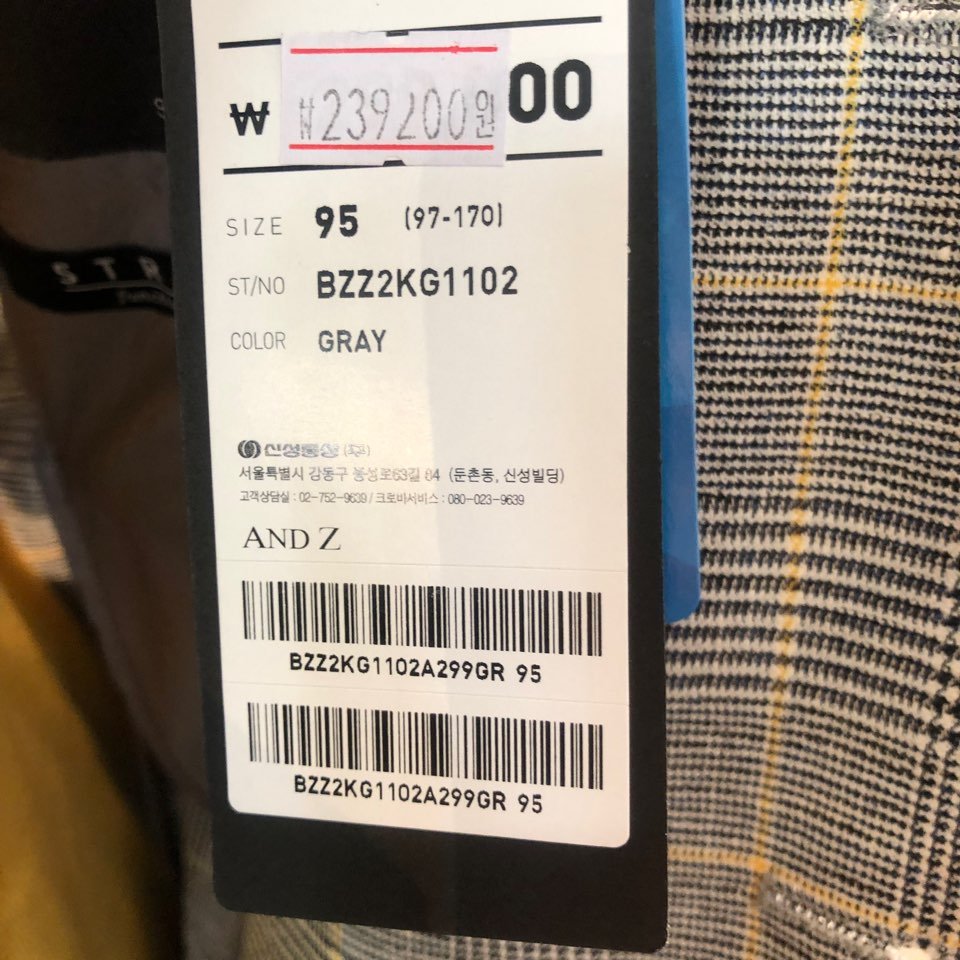 ₩ ₩239200원 00
SIZE 95 (97-170)
ST/NO BZZ2KG1102
COLOR GRAY
신성통상(주)
서울특별시 강동구 풍성로63길 84 (둔촌동, 신성빌딩)
고객상담실 : 02-752-9639 / 크로바서비스 : 080-023-9639
AND Z
BZZ2KG1102A299GR 95
BZZ2KG1102A299GR 95
STR